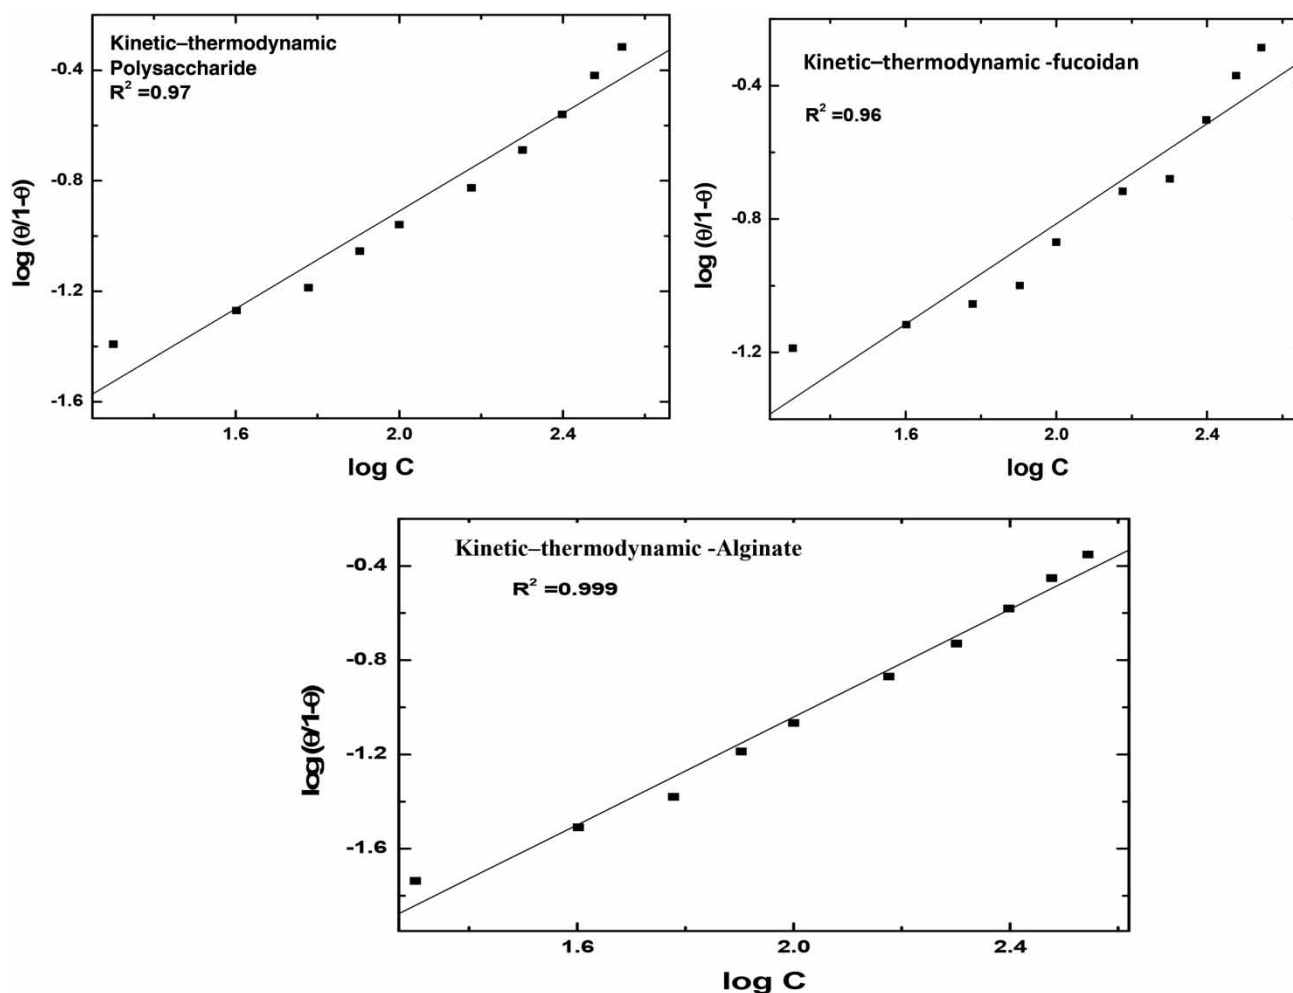 Kinetic–thermodynamic
Polysaccharide
R² =0.97
-0.4
-0.8
-1.2
-1.6
log (θ/1-θ)
1.6
2.0
2.4
log C
Kinetic–thermodynamic -fucoidan
R² =0.96
-0.4
-0.8
-1.2
log (θ/1-θ)
1.6
2.0
2.4
log C
Kinetic–thermodynamic -Alginate
R² =0.999
-0.4
-0.8
-1.2
-1.6
log (θ/1-θ)
1.6
2.0
2.4
log C